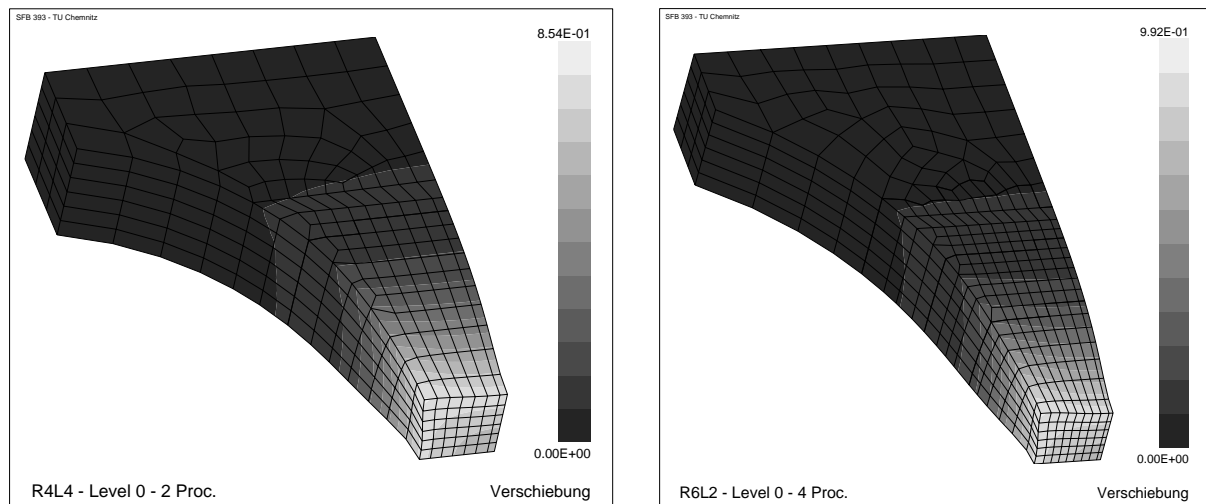 SFB 393 - TU Chemnitz
8.54E-01
0.00E+00
R4L4 - Level 0 - 2 Proc.
Verschiebung
SFB 393 - TU Chemnitz
9.92E-01
0.00E+00
R6L2 - Level 0 - 4 Proc.
Verschiebung